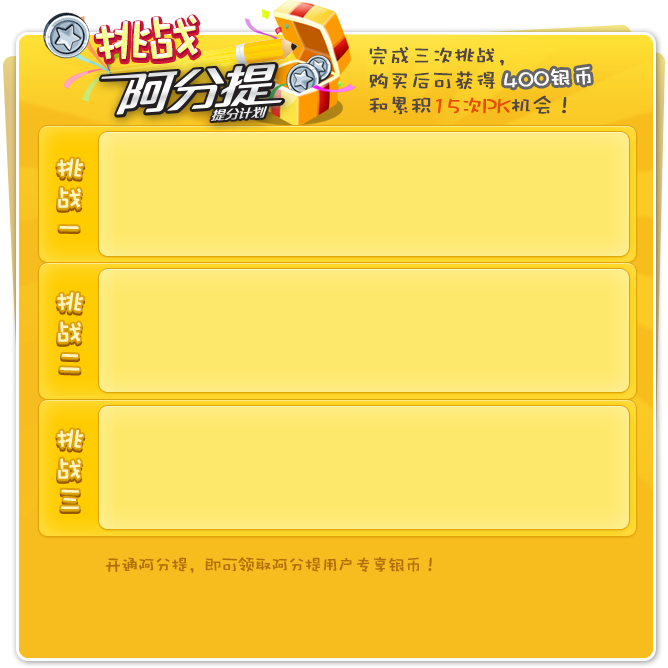 挑战
阿分提
提分计划
完成三次挑战，
购买后可获得400银币
和累积15次PK机会！
挑战一
挑战二
挑战三
开通阿分提，即可领取阿分提用户专享银币！